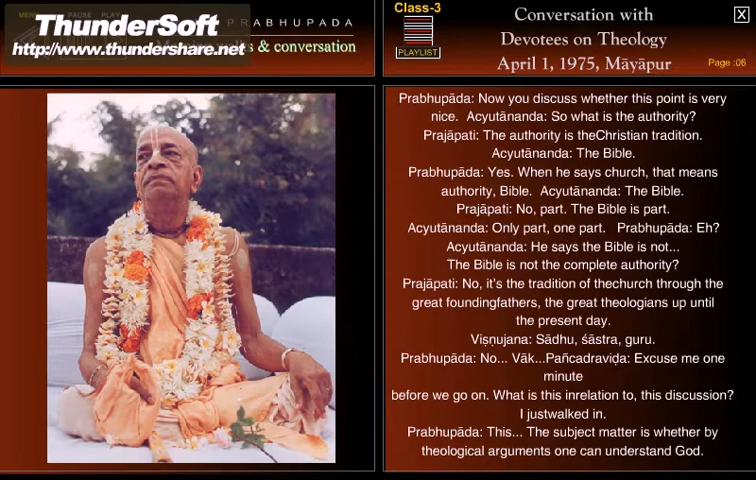 MENU PAUSE PLAY
ThunderSoft
http://www.thundershare.net
PRABHUPADA
& conversation
Class-3
PLAYLIST
Conversation with
Devotees on Theology
April 1, 1975, Māyāpur
Page :06
X
Prabhupāda: Now you discuss whether this point is very
nice.  Acyutānanda: So what is the authority?
Prajāpati: The authority is theChristian tradition.
Acyutānanda: The Bible.
Prabhupāda: Yes. When he says church, that means
authority, Bible.  Acyutānanda: The Bible.
Prajāpati: No, part. The Bible is part.
Acyutānanda: Only part, one part.   Prabhupāda: Eh?
Acyutānanda: He says the Bible is not...
The Bible is not the complete authority?
Prajāpati: No, it's the tradition of thechurch through the
great foundingfathers, the great theologians up until
the present day.
Viṣṇujana: Sādhu, śāstra, guru.
Prabhupāda: No... Vāk...Pañcadraviḍa: Excuse me one
minute
before we go on. What is this inrelation to, this discussion?
I justwalked in.
Prabhupāda: This... The subject matter is whether by
theological arguments one can understand God.